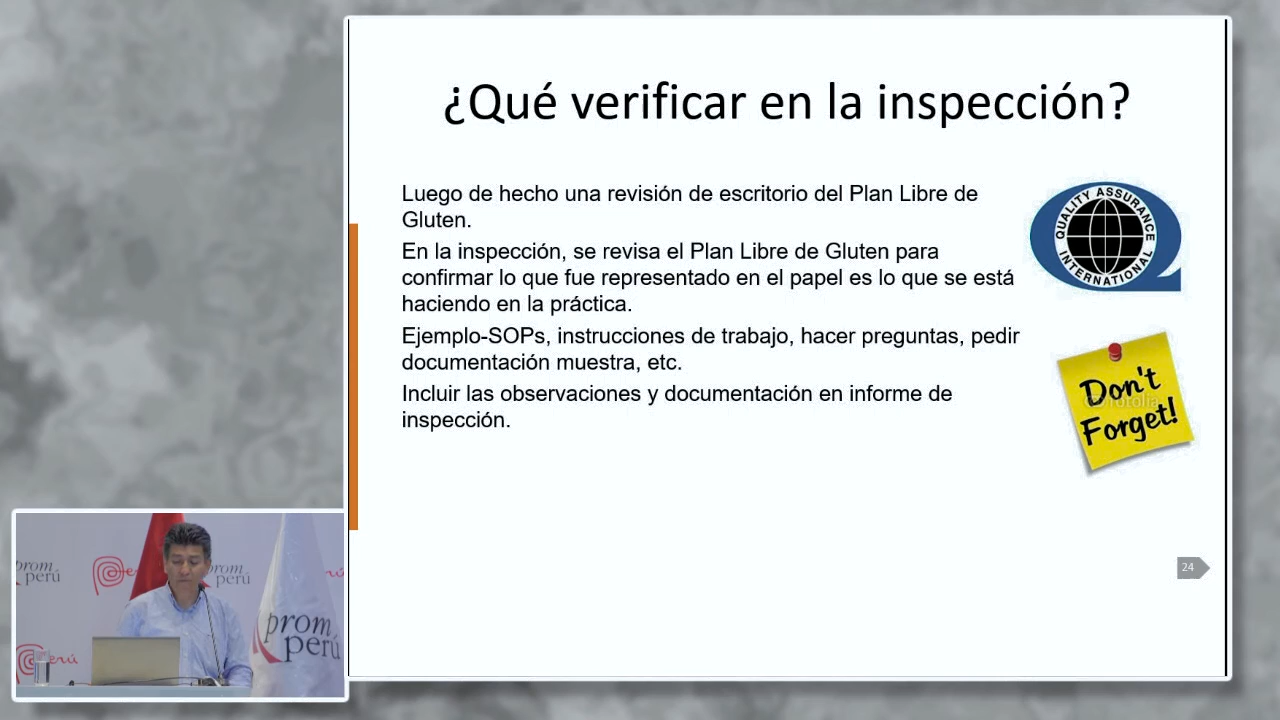 ¿Qué verificar en la inspección?
Luego de hecho una revisión de escritorio del Plan Libre de
Gluten.
En la inspección, se revisa el Plan Libre de Gluten para
confirmar lo que fue representado en el papel es lo que se está
haciendo en la práctica.
Ejemplo-SOPs, instrucciones de trabajo, hacer preguntas, pedir
documentación muestra, etc.
Incluir las observaciones y documentación en informe de
inspección.
QUALITY ASSURANCE
INTERNATIONAL
Don't
Forget!
24
prom
perú
prom
perú